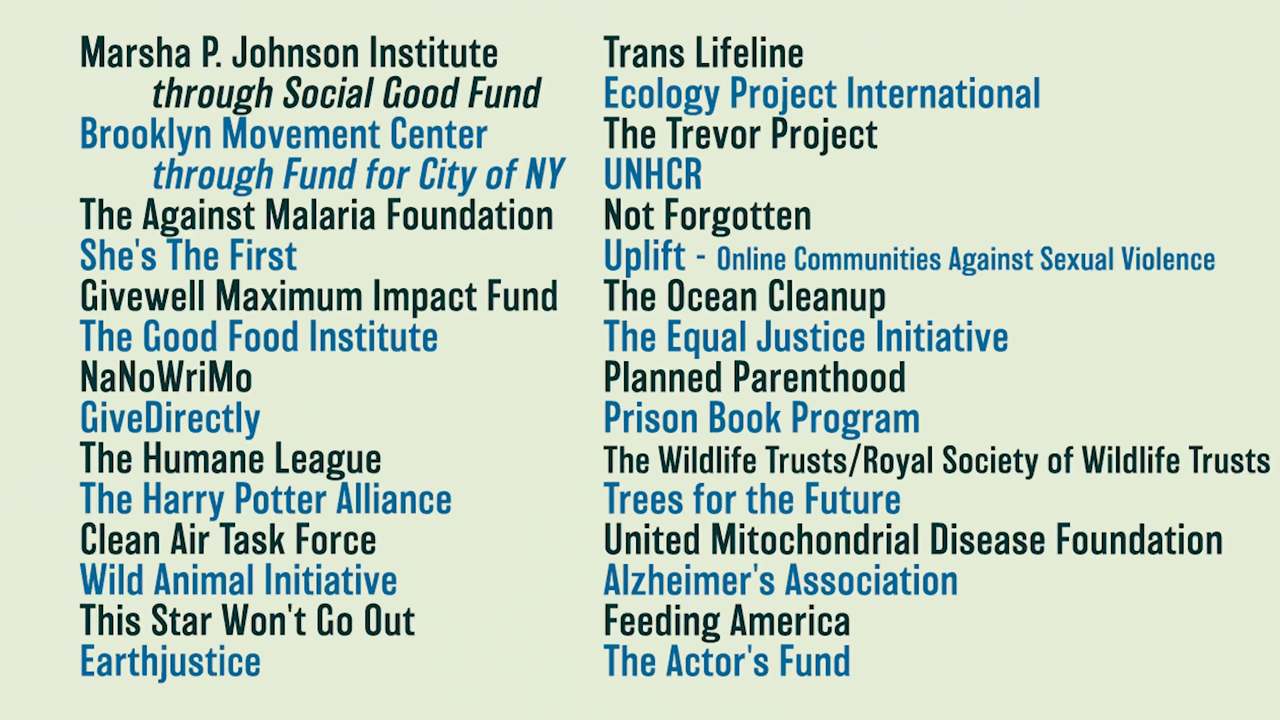 Marsha P. Johnson Institute
through Social Good Fund
Brooklyn Movement Center
through Fund for City of NY
The Against Malaria Foundation
She's The First
Givewell Maximum Impact Fund
The Good Food Institute
NaNoWriMo
GiveDirectly
The Humane League
The Harry Potter Alliance
Clean Air Task Force
Wild Animal Initiative
This Star Won't Go Out
Earthjustice
Trans Lifeline
Ecology Project International
The Trevor Project
UNHCR
Not Forgotten
Uplift - Online Communities Against Sexual Violence
The Ocean Cleanup
The Equal Justice Initiative
Planned Parenthood
Prison Book Program
The Wildlife Trusts/Royal Society of Wildlife Trusts
Trees for the Future
United Mitochondrial Disease Foundation
Alzheimer's Association
Feeding America
The Actor's Fund